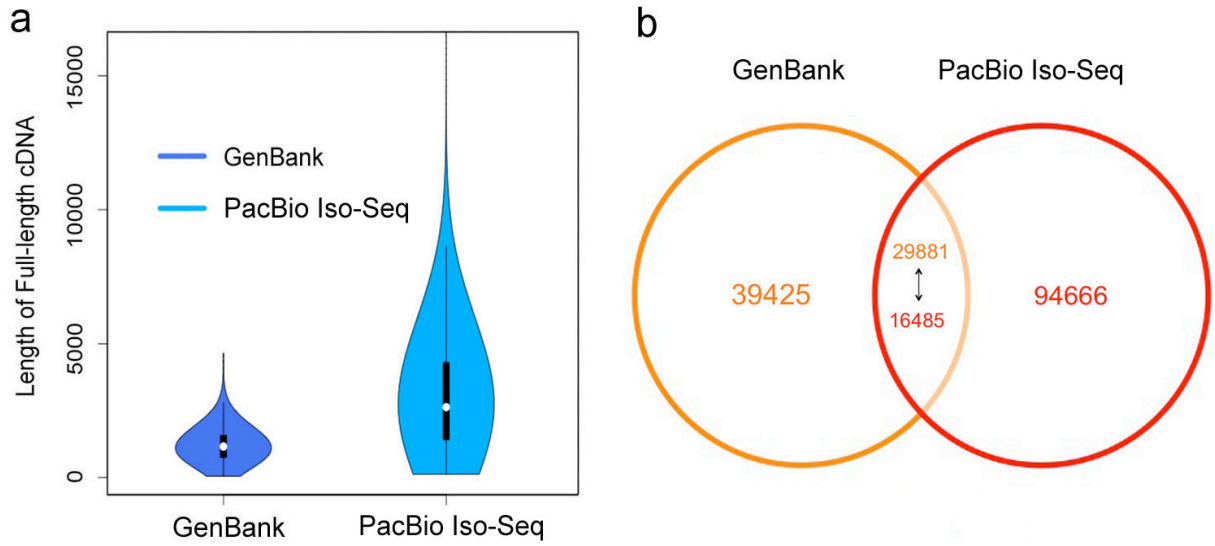 a
Length of Full-length cDNA
15000
10000
5000
0
GenBank
PacBio Iso-Seq
GenBank
PacBio Iso-Seq
b
GenBank
PacBio Iso-Seq
39425
29881
16485
94666